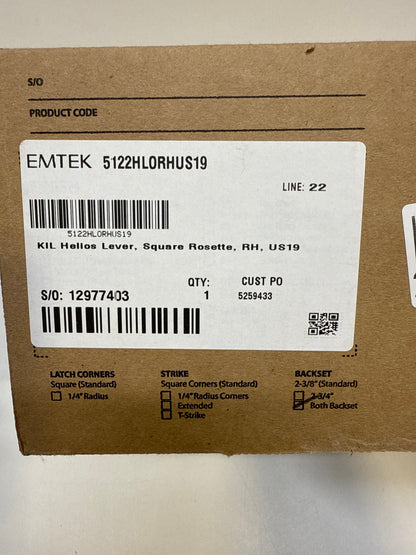 S/O
PRODUCT CODE
EMTEK 5122HLORHUS19
LINE: 22
5122HLORHUS19
KIL Helios Lever, Square Rosette, RH, US19
QTY: CUST PO
S/O: 12977403 1 5259433
LATCH CORNERS
Square (Standard)
1/4" Radius
STRIKE
Square Corners (Standard)
1/4" Radius Corners
Extended
T-Strike
BACKSET
2-3/8" (Standard)
2-3/4"
Both Backset